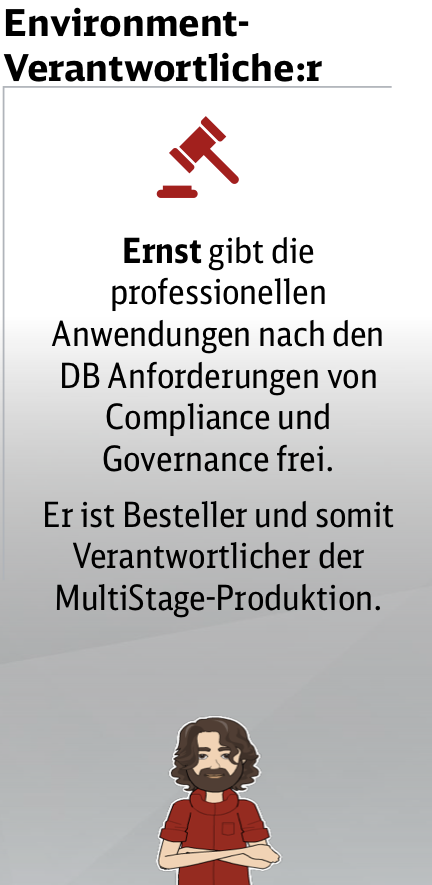 Environment-
Verantwortliche:r
Ernst gibt die
professionellen
Anwendungen nach den
DB Anforderungen von
Compliance und
Governance frei.
Er ist Besteller und somit
Verantwortlicher der
MultiStage-Produktion.